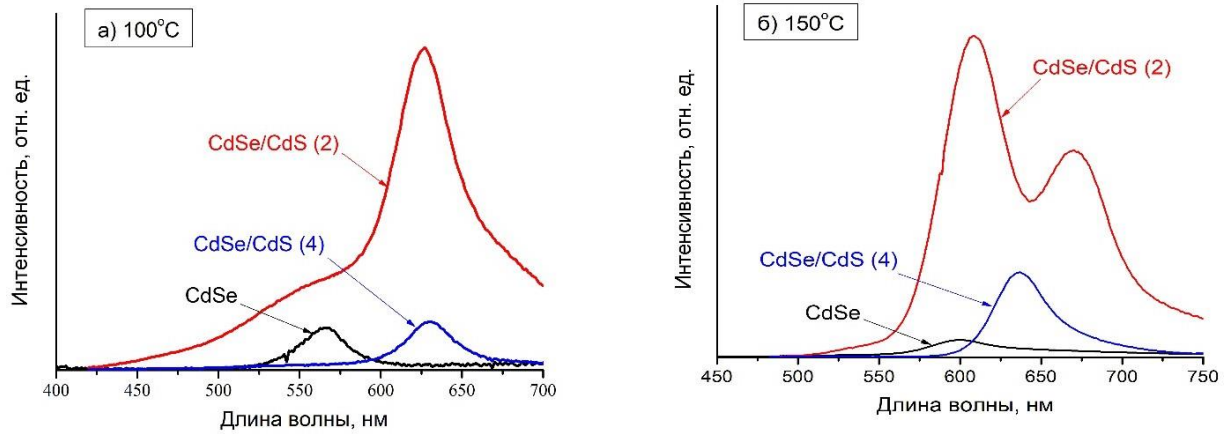 а) 100°C
Интенсивность, отн. ед.
CdSe/CdS (2)
CdSe/CdS (4)
CdSe
400 450 500 550 600 650 700
Длина волны, нм
б) 150°C
Интенсивность, отн. ед.
CdSe/CdS (2)
CdSe/CdS (4)
CdSe
450 500 550 600 650 700 750
Длина волны, нм